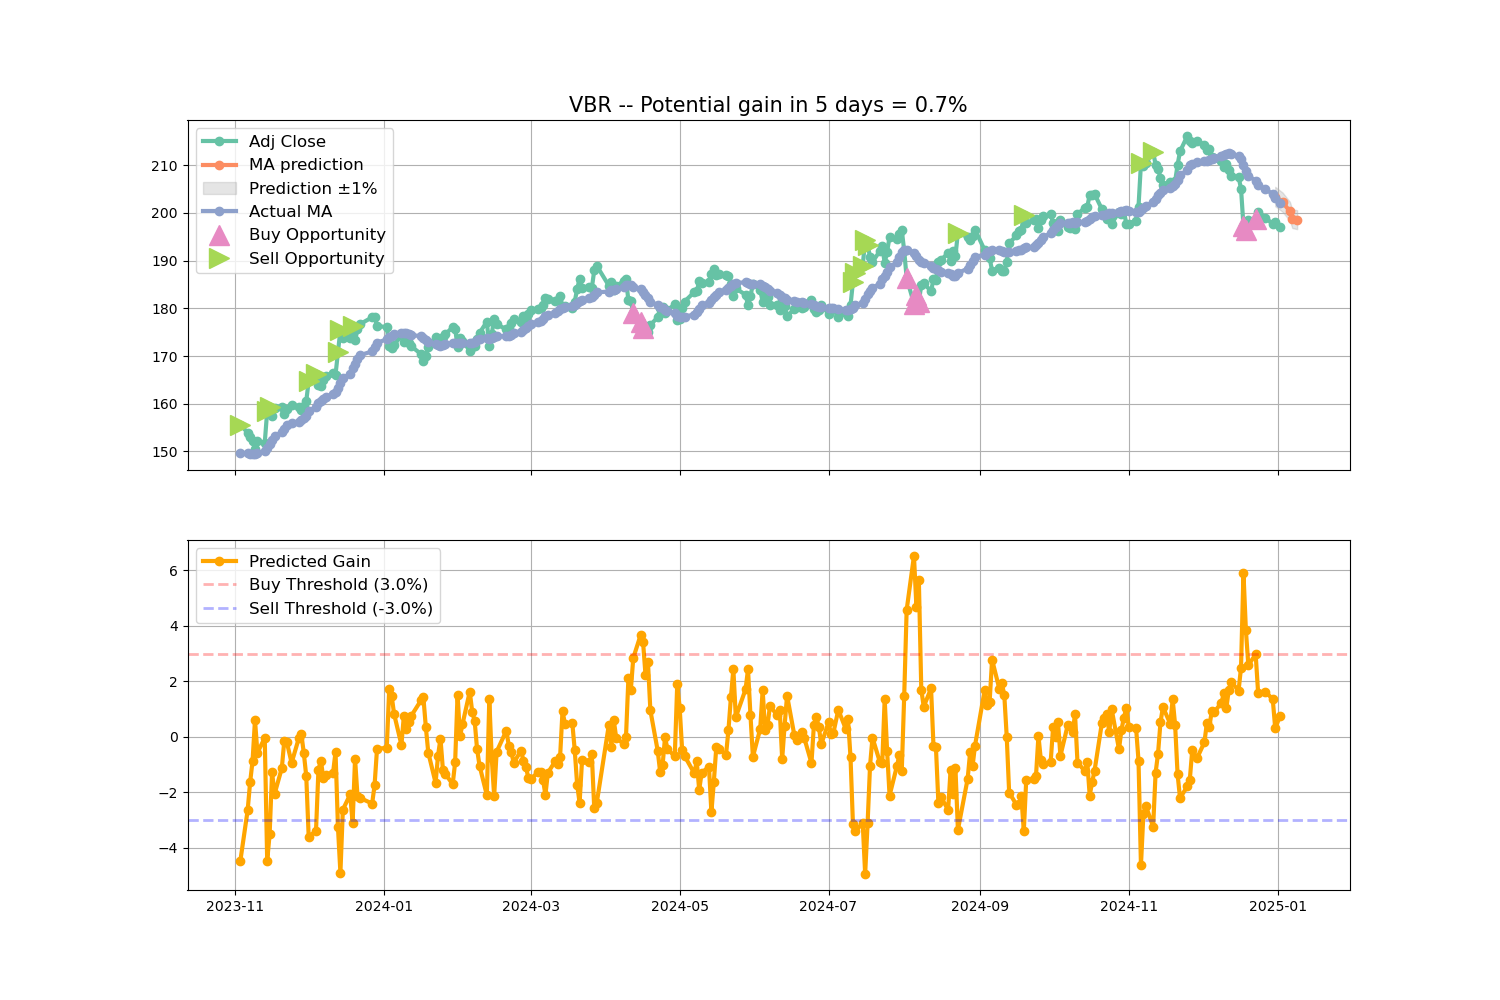 VBR -- Potential gain in 5 days = 0.7%
Adj Close
MA prediction
Prediction ±1%
Actual MA
Buy Opportunity
Sell Opportunity
210
200
190
180
170
160
150
Predicted Gain
Buy Threshold (3.0%)
Sell Threshold (-3.0%)
6
4
2
0
−2
−4
2023-11 2024-01 2024-03 2024-05 2024-07 2024-09 2024-11 2025-01